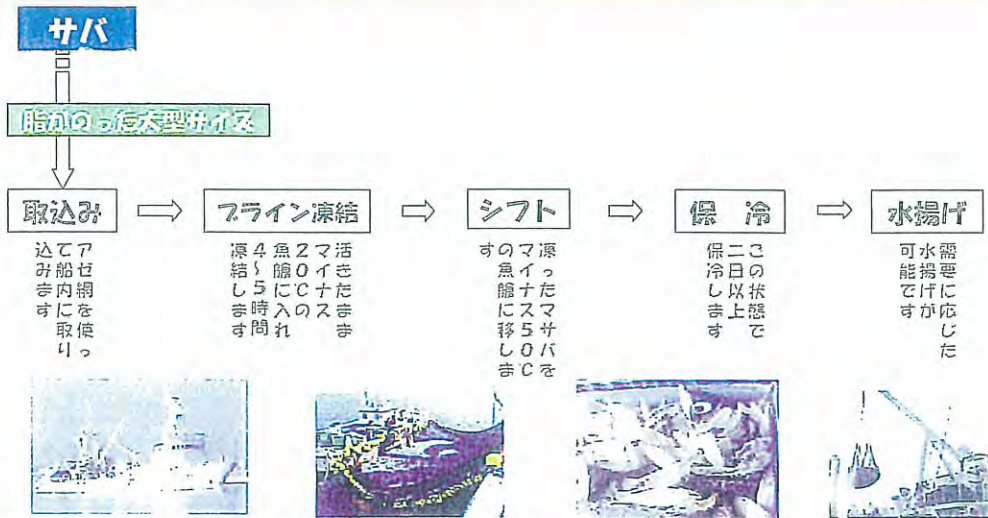 サバ
脂がのった大型サイズ
取込み
アゼ網を使っ
て船内に取り
込みます
ブライン凍結
活きたまま
マイナス
20℃の
魚艙に入れ
4～5時間
凍結します
シフト
凍ったマサバを
マイナス50℃
の魚艙に移しま
す
保 冷
この状態で
二日以上
保冷します
水揚げ
需要に応じた
水揚げが
可能です